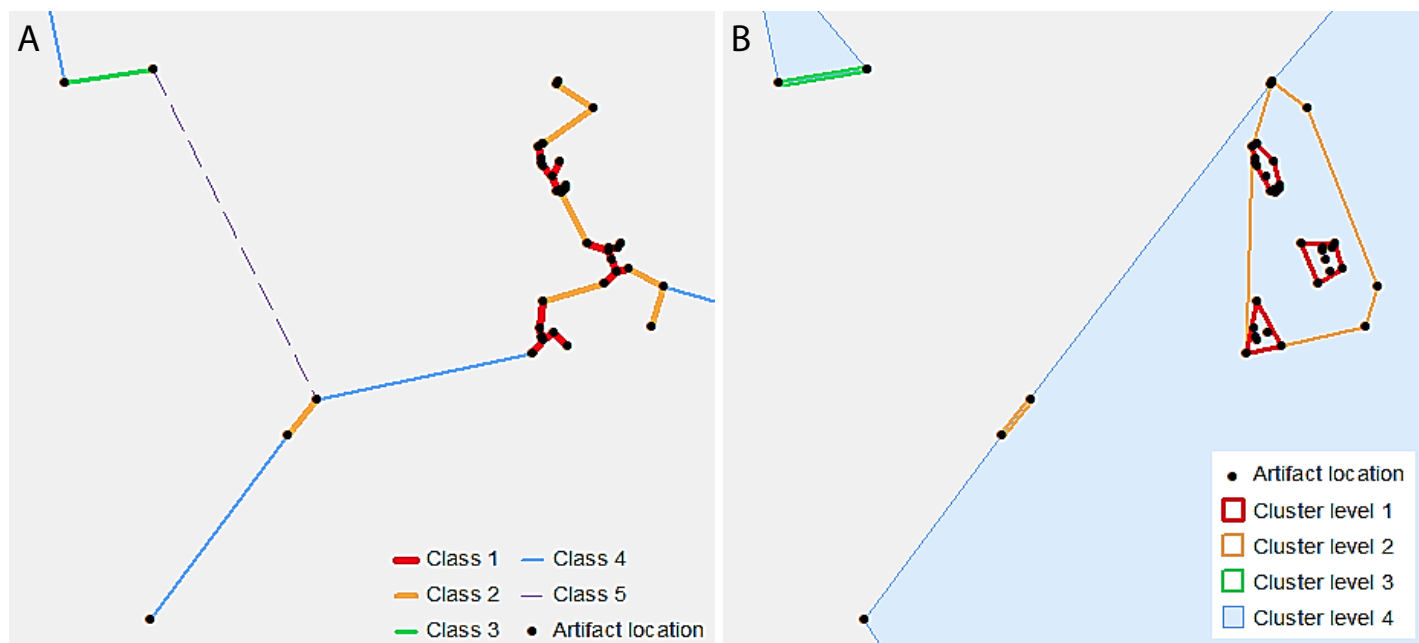 A
Class 1
Class 2
Class 3
Class 4
Class 5
Artifact location
B
Artifact location
Cluster level 1
Cluster level 2
Cluster level 3
Cluster level 4